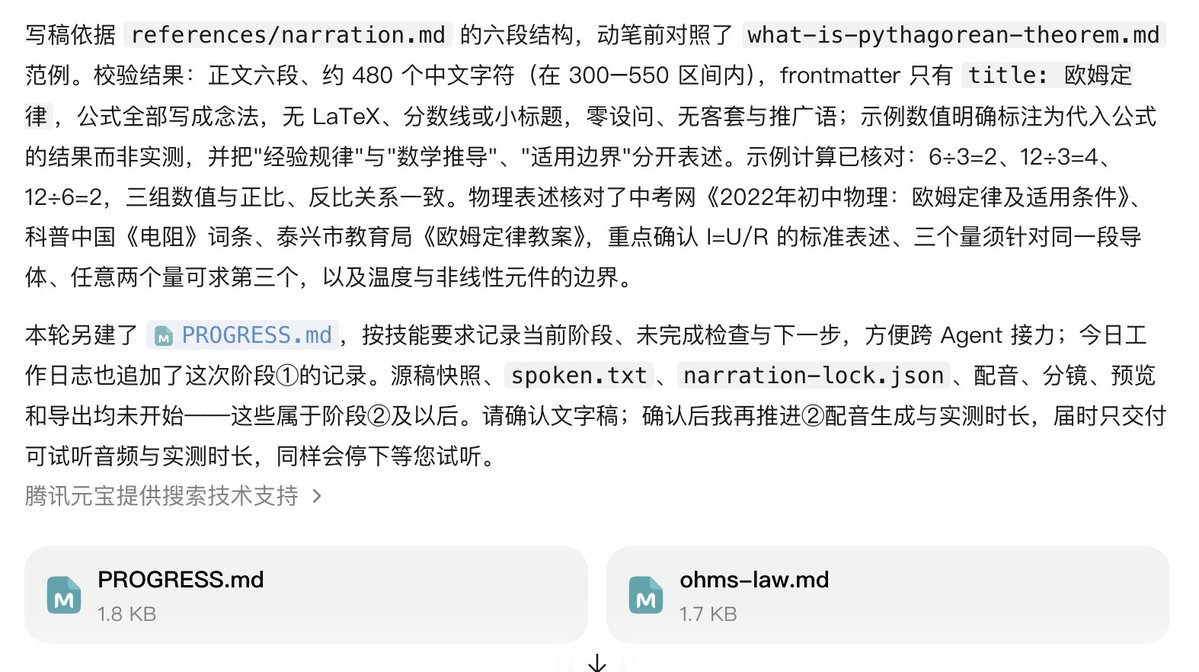 写稿依据 references/narration.md 的六段结构，动笔前对照了 what-is-pythagorean-theorem.md
范例。校验结果：正文六段、约 480 个中文字符（在 300—550 区间内），frontmatter 只有 title: 欧姆定
律，公式全部写成念法，无 LaTeX、分数线或小标题，零设问、无客套与推广语；示例数值明确标注为代入公式
的结果而非实测，并把"经验规律"与"数学推导"、"适用边界"分开表述。示例计算已核对：6÷3=2、12÷3=4、
12÷6=2，三组数值与正比、反比关系一致。物理表述核对了中考网《2022年初中物理：欧姆定律及适用条件》、
科普中国《电阻》词条、泰兴市教育局《欧姆定律教案》，重点确认 I=U/R 的标准表述、三个量须针对同一段导
体、任意两个量可求第三个，以及温度与非线性元件的边界。
本轮另建了 PROGRESS.md，按技能要求记录当前阶段、未完成检查与下一步，方便跨 Agent 接力；今日工
作日志也追加了这次阶段①的记录。源稿快照、spoken.txt、narration-lock.json、配音、分镜、预览
和导出均未开始——这些属于阶段②及以后。请确认文字稿；确认后我再推进②配音生成与实测时长，届时只交付
可试听音频与实测时长，同样会停下等您试听。
腾讯元宝提供搜索技术支持
PROGRESS.md
1.8 KB
ohms-law.md
1.7 KB